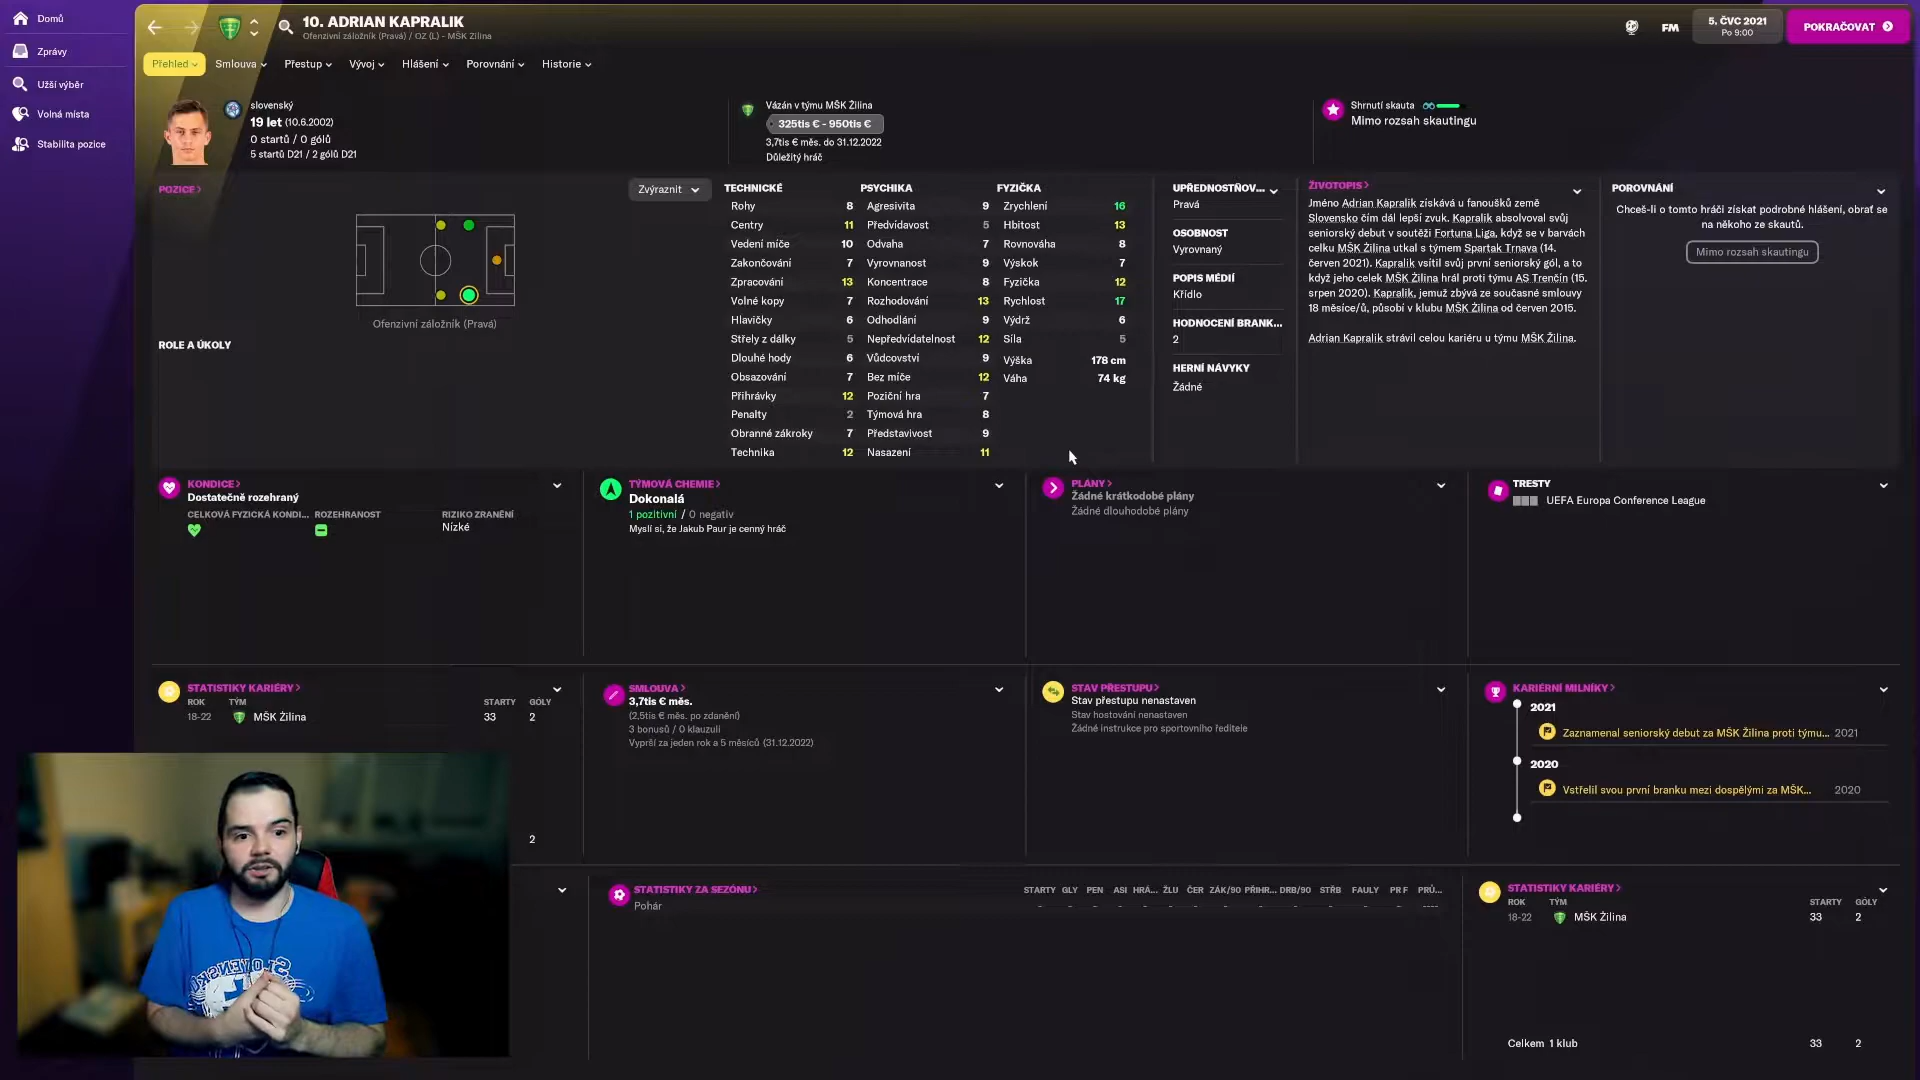 Domů
Zprávy
Užší výběr
Volná místa
Stabilita pozice
10. ADRIAN KAPRALIK
Ofenzivní záložník (Pravá) / OZ (L) - MŠK Žilina
FM
5. ČVC 2021
Po 9:00
POKRAČOVAT
Přehled
Smlouva
Přestup
Vývoj
Hlášení
Porovnání
Historie
slovenský
19 let (10.6.2002)
0 startů / 0 gólů
5 startů D21 / 2 gólů D21
Vázán v týmu MŠK Žilina
325tis € - 950tis €
3,7tis € měs. do 31.12.2022
Důležitý hráč
Shrnutí skauta
Mimo rozsah skautingu
POZICE
Ofenzivní záložník (Pravá)
ROLE A ÚKOLY
Zvýraznit
TECHNICKÉ
Rohy 8
Centry 11
Vedení míče 10
Zakončování 7
Zpracování 13
Volné kopy 7
Hlavičky 6
Střely z dálky 5
Dlouhé hody 6
Obsazování 7
Přihrávky 12
Penalty 2
Obranné zákroky 7
Technika 12
PSYCHIKA
Agresivita 9
Předvídavost 5
Odvaha 7
Vyrovnanost 9
Koncentrace 8
Rozhodování 13
Odhodlání 9
Nepředvídatelnost 12
Vůdcovství 9
Bez míče 12
Poziční hra 7
Týmová hra 8
Představivost 9
Nasazení 11
FYZIČKA
Zrychlení 16
Hbitost 13
Rovnováha 8
Výskok 7
Fyzička 12
Rychlost 17
Výdrž 6
Síla 5
Výška 178 cm
Váha 74 kg
UPŘEDNOSTŇOV...
Pravá
OSOBNOST
Vyrovnaný
POPIS MÉDIÍ
Křídlo
HODNOCENÍ BRANK...
2
HERNÍ NÁVYKY
Žádné
ŽIVOTOPIS
Jméno Adrian Kapralik získává u fanoušků země
Slovensko čím dál lepší zvuk. Kapralik absolvoval svůj
seniorský debut v soutěži Fortuna Liga, když se v barvách
celku MŠK Žilina utkal s týmem Spartak Trnava (14.
červen 2021). Kapralik vsítil svůj první seniorský gól, a to
když jeho celek MŠK Žilina hrál proti týmu AS Trenčín (15.
srpen 2020). Kapralik, jemuž zbývá ze současné smlouvy
18 měsíce/ů, působí v klubu MŠK Žilina od červen 2015.
Adrian Kapralik strávil celou kariéru u týmu MŠK Žilina.
POROVNÁNÍ
Chceš-li o tomto hráči získat podrobné hlášení, obrať se
na někoho ze skautů.
Mimo rozsah skautingu
KONDICE
Dostatečně rozehraný
CELKOVÁ FYZICKÁ KONDI... ROZEHRANOST RIZIKO ZRANĚNÍ
Nízké
TÝMOVÁ CHEMIE
Dokonalá
1 pozitivní / 0 negativ
Myslí si, že Jakub Paur je cenný hráč
PLÁNY
Žádné krátkodobé plány
Žádné dlouhodobé plány
TRESTY
UEFA Europa Conference League
STATISTIKY KARIÉRY
ROK TÝM STARTY GÓLY
18-22 MŠK Žilina 33 2
2
SMLOUVA
3,7tis € měs.
(2,5tis € měs. po zdanění)
3 bonusů / 0 klauzulí
Vyprší za jeden rok a 5 měsíců (31.12.2022)
STAV PŘESTUPU
Stav přestupu nenastaven
Stav hostování nenastaven
Žádné instrukce pro sportovního ředitele
KARIÉRNÍ MILNÍKY
2021
Zaznamenal seniorský debut za MŠK Žilina proti týmu... 2021
2020
Vstřelil svou první branku mezi dospělými za MŠK... 2020
STATISTIKY ZA SEZÓNU
STARTY GLY PEN ASI HRÁ... ŽLU ČER ZÁK/90 PŘIHR... DRB/90 STŘB FAULY PR F PRŮ...
Pohár
STATISTIKY KARIÉRY
ROK TÝM STARTY GÓLY
18-22 MŠK Žilina 33 2
Celkem 1 klub 33 2